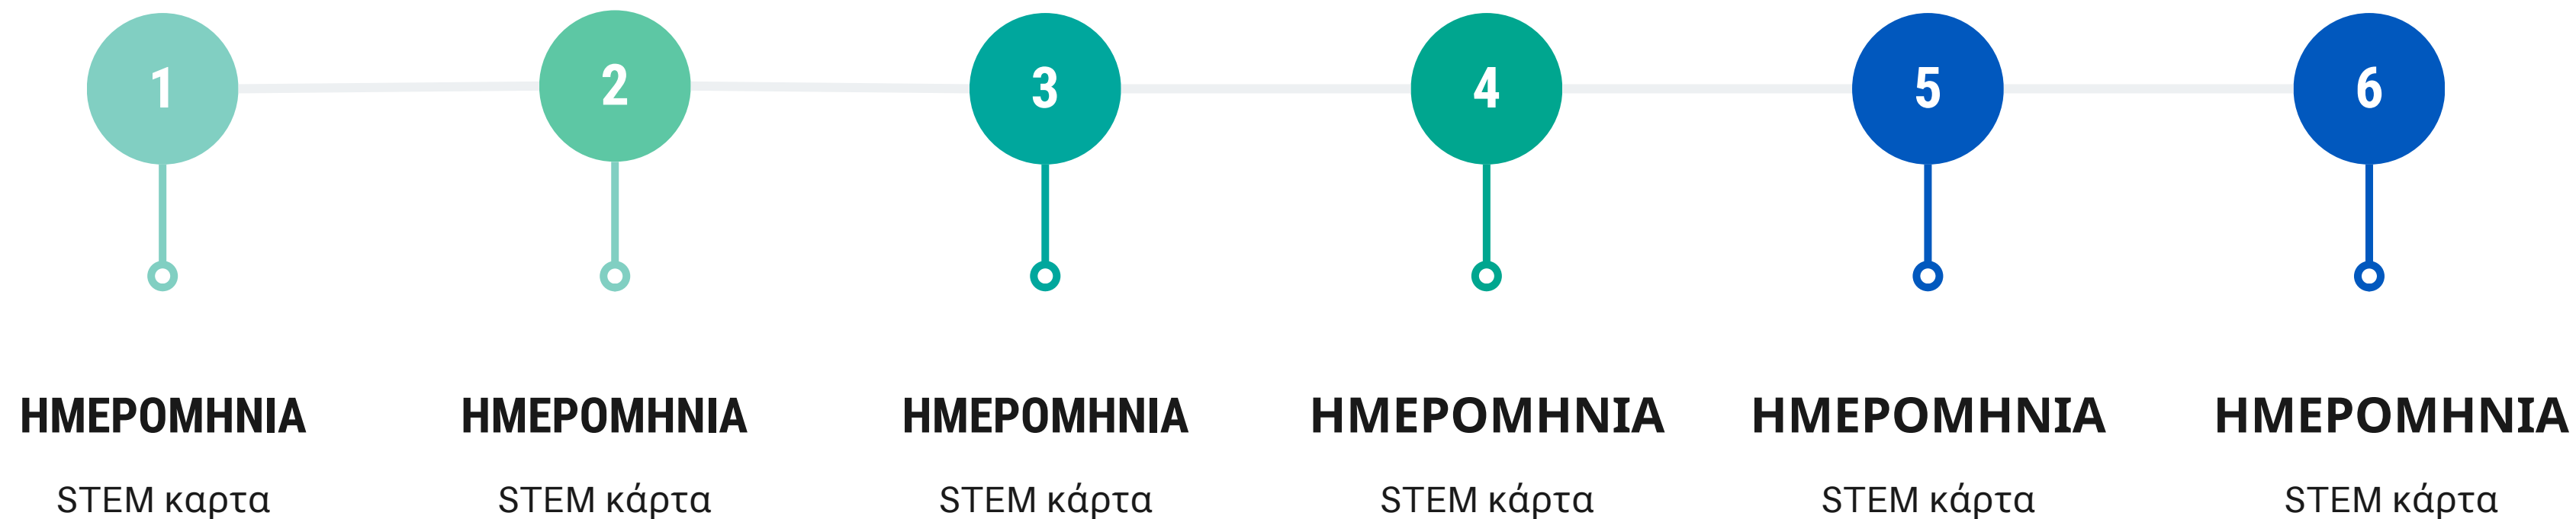 1 2 3 4 5 6
ΗΜΕΡΟΜΗΝΙΑ ΗΜΕΡΟΜΗΝΙΑ ΗΜΕΡΟΜΗΝΙΑ ΗΜΕΡΟΜΗΝΙΑ ΗΜΕΡΟΜΗΝΙΑ ΗΜΕΡΟΜΗΝΙΑ
STEM καρτα STEM κάρτα STEM κάρτα STEM κάρτα STEM κάρτα STEM κάρτα